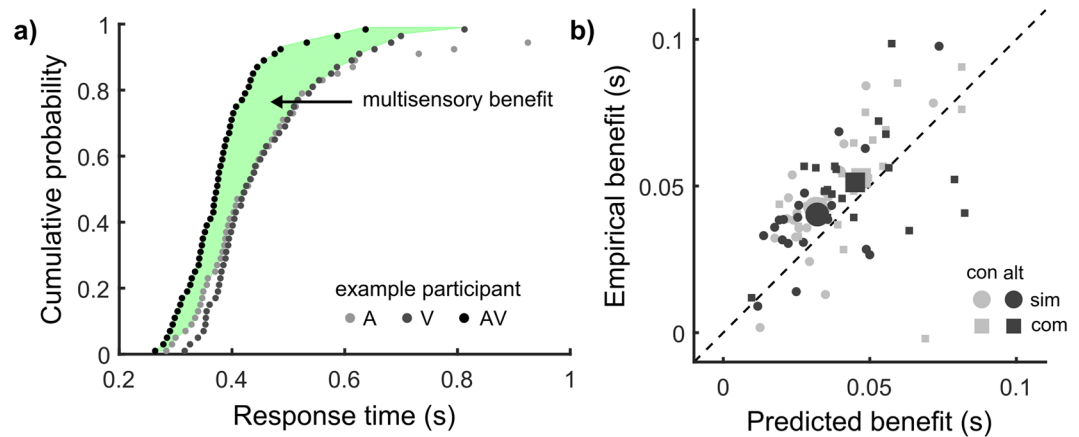 a)
Cumulative probability
1
0.8
0.6
0.4
0.2
0
multisensory benefit
example participant
A V AV
0.2 0.4 0.6 0.8 1
Response time (s)
b)
Empirical benefit (s)
0.1
0.05
0
con alt
sim
com
0 0.05 0.1
Predicted benefit (s)